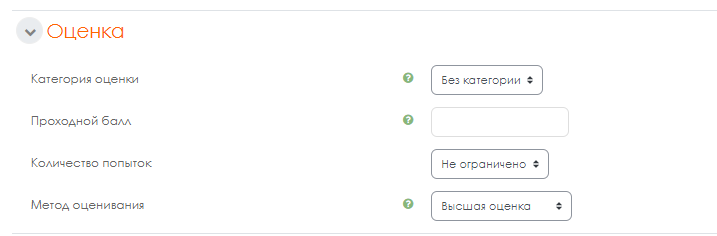 Оценка
Категория оценки ? Без категории
Проходной балл ?
Количество попыток Не ограничено
Метод оценивания ? Высшая оценка